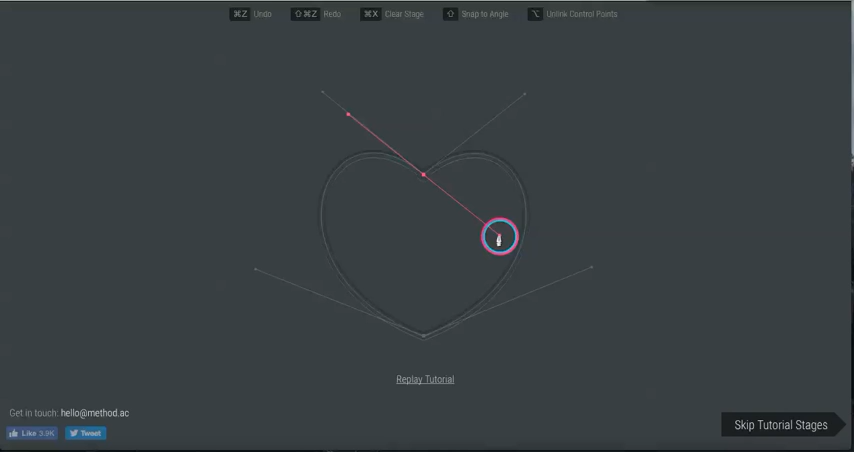 ⌘Z Undo ⇧⌘Z Redo ⌘X Clear Stage ⇧ Snap to Angle ⌥ Unlink Control Points
Replay Tutorial
Get in touch: hello@method.ac
Like 3.9K Tweet
Skip Tutorial Stages